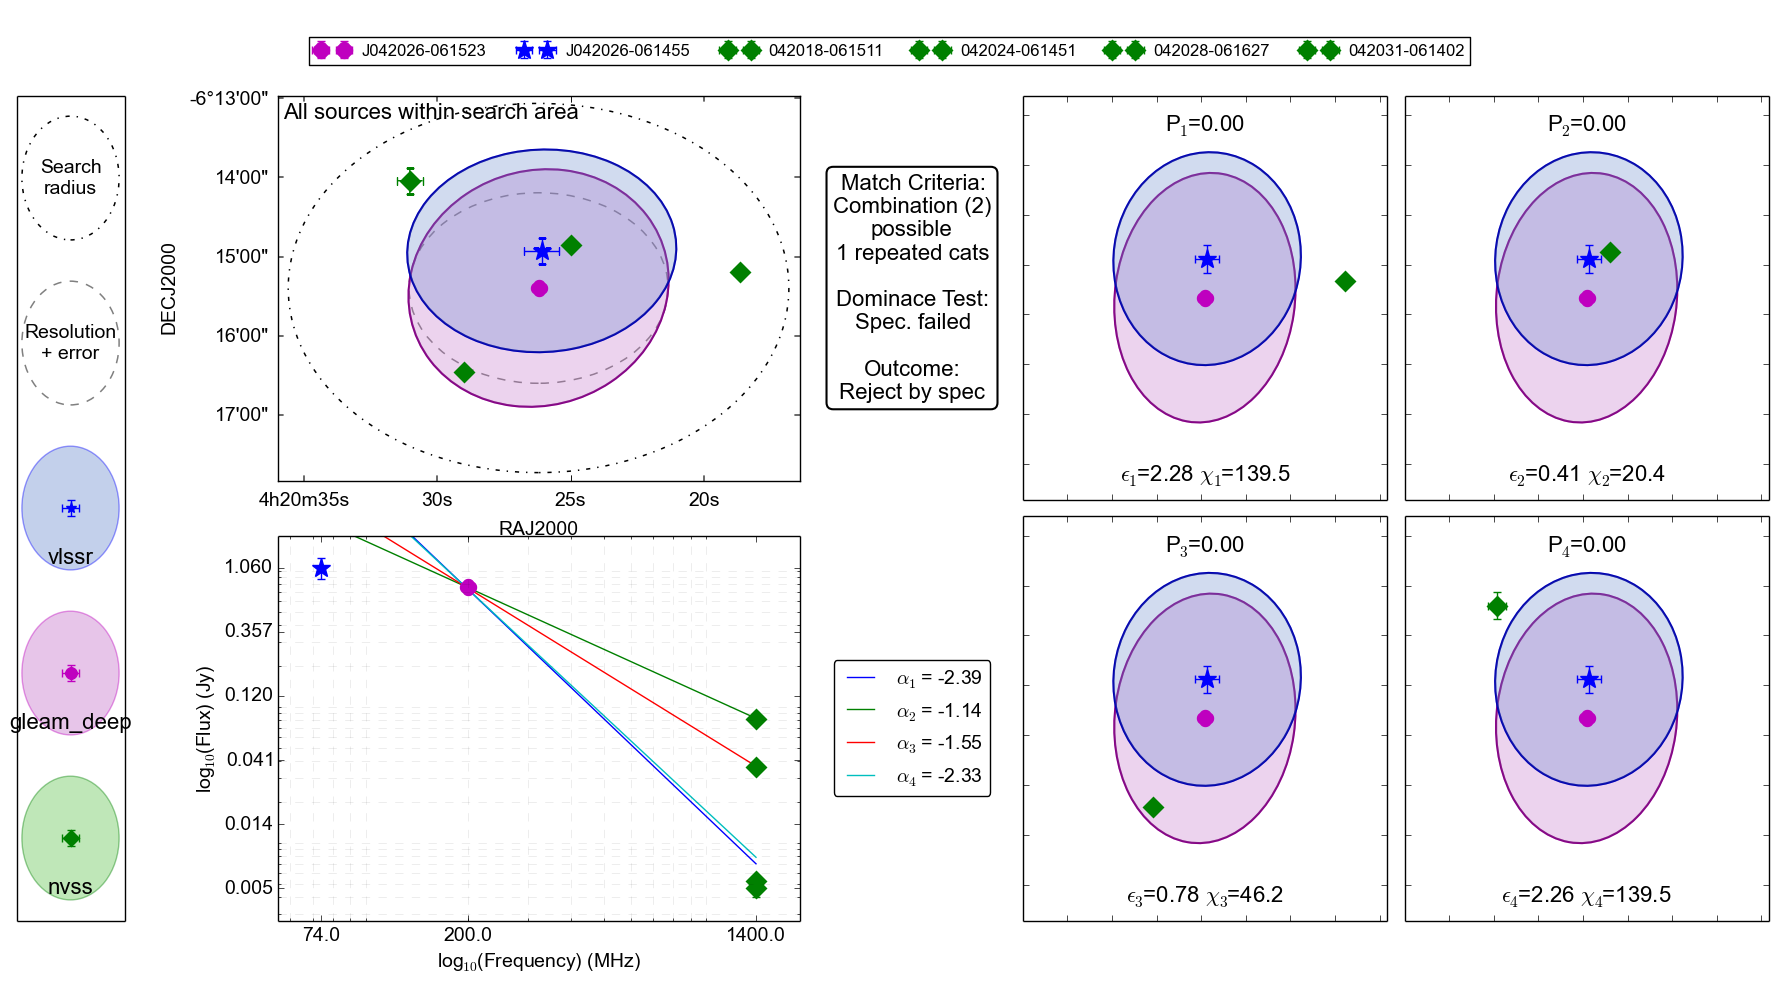 J042026-061523 J042026-061455 042018-061511 042024-061451 042028-061627 042031-061402
Search
radius
Resolution
+ error
vlssr
gleam_deep
nvss
All sources within search area
-6°13'00"
14'00"
15'00"
16'00"
17'00"
DECJ2000
4h20m35s 30s 25s 20s
RAJ2000
Match Criteria:
Combination (2)
possible
1 repeated cats
Dominace Test:
Spec. failed
Outcome:
Reject by spec
1.060
0.357
0.120
0.041
0.014
0.005
log₁₀(Flux) (Jy)
74.0 200.0 1400.0
log₁₀(Frequency) (MHz)
α₁ = -2.39
α₂ = -1.14
α₃ = -1.55
α₄ = -2.33
P₁=0.00
ϵ₁=2.28 χ₁=139.5
P₂=0.00
ϵ₂=0.41 χ₂=20.4
P₃=0.00
ϵ₃=0.78 χ₃=46.2
P₄=0.00
ϵ₄=2.26 χ₄=139.5